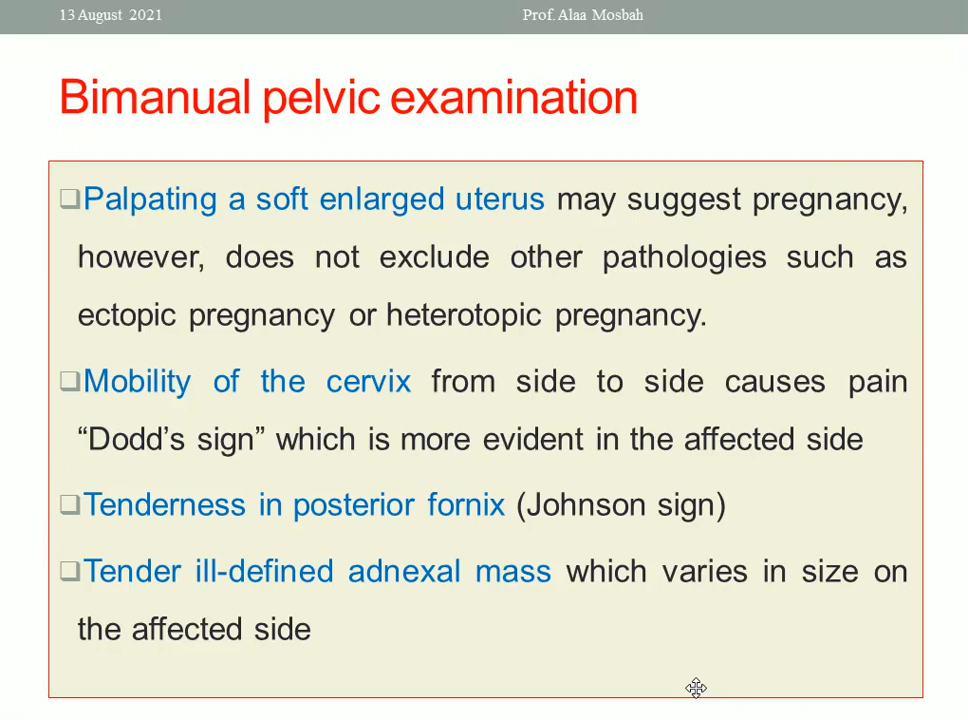 13 August 2021
Prof. Alaa Mosbah
Bimanual pelvic examination
Palpating a soft enlarged uterus may suggest pregnancy,
however, does not exclude other pathologies such as
ectopic pregnancy or heterotopic pregnancy.
Mobility of the cervix from side to side causes pain
“Dodd’s sign” which is more evident in the affected side
Tenderness in posterior fornix (Johnson sign)
Tender ill-defined adnexal mass which varies in size on
the affected side